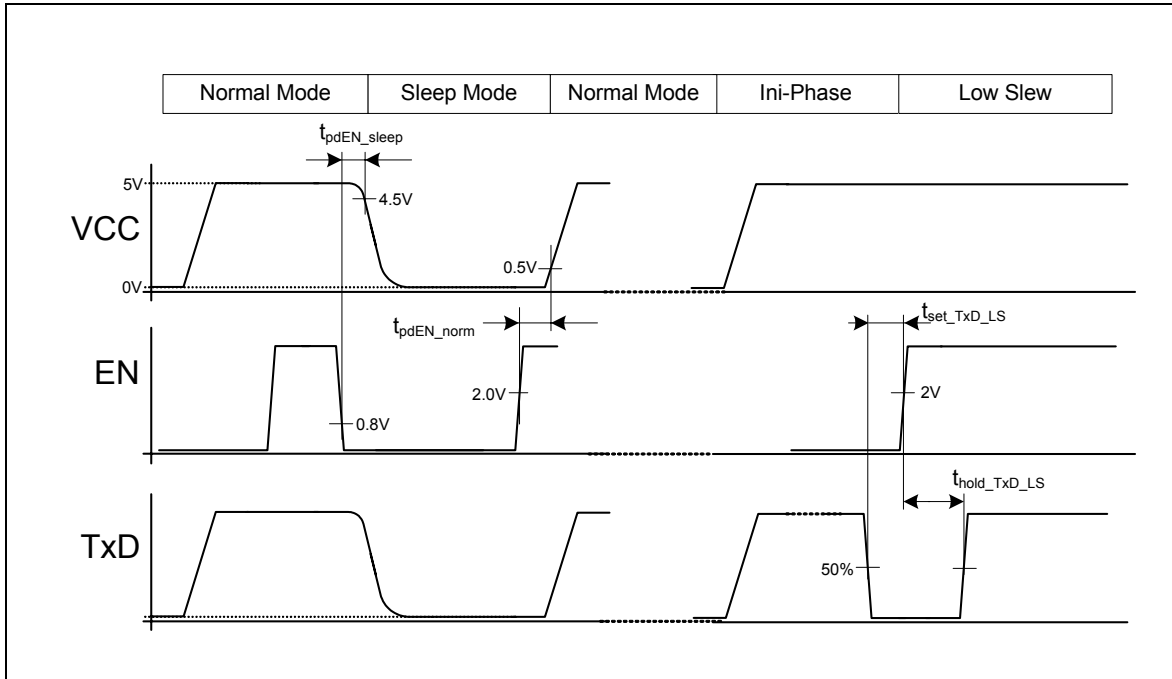 Normal Mode Sleep Mode Normal Mode Ini-Phase Low Slew
tpdEN_sleep
5V
4.5V
VCC
0.5V
0V
tpdEN_norm
tset_TxD_LS
EN
2.0V
2V
0.8V
thold_TxD_LS
TxD
50%